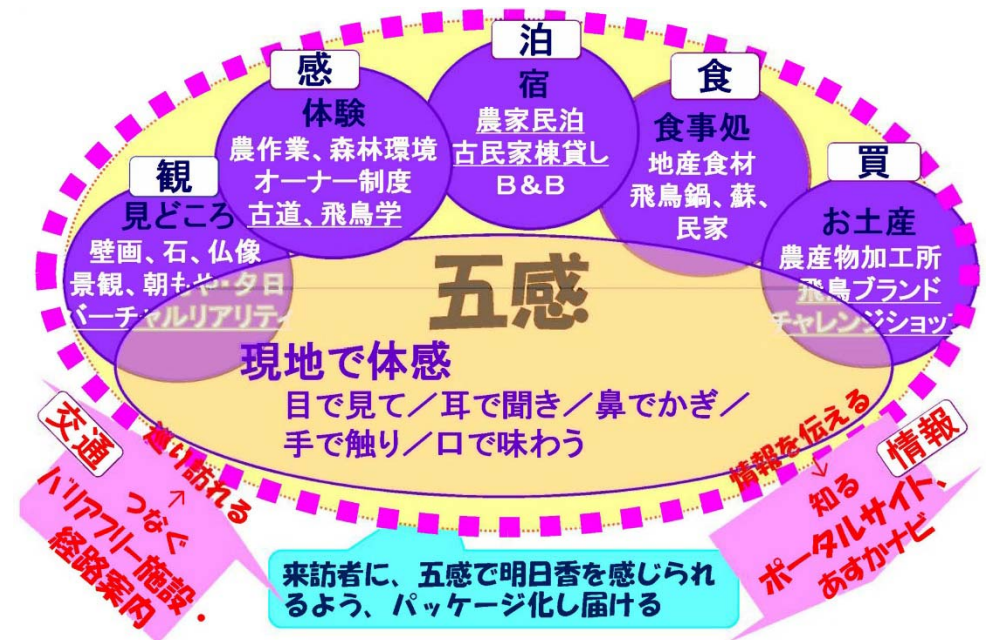 観
見どころ
壁画、石、仏像
景観、朝もや・夕日
バーチャルリアリティ
感
体験
農作業、森林環境
オーナー制度
古道、飛鳥学
泊
宿
農家民泊
古民家棟貸し
B&B
食
食事処
地産食材
飛鳥鍋、蘇、
民家
買
お土産
農産物加工所
飛鳥ブランド
チャレンジショップ
五感
現地で体感
目で見て/耳で聞き/鼻でかぎ/
手で触り/口で味わう
交通
巡り訪れる
↑
つなぐ
バリアフリー施設・
経路案内
情報
情報を伝える
↓
知る
ポータルサイト、
あすかナビ
来訪者に、五感で明日香を感じられ
るよう、パッケージ化し届ける